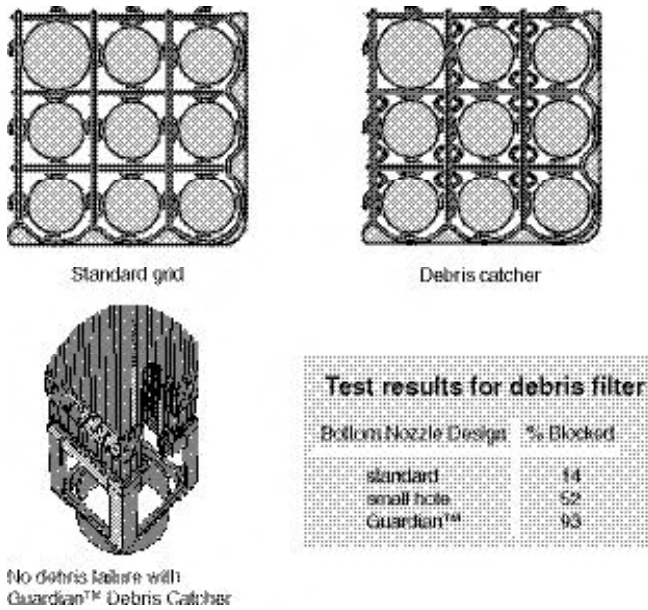 Standard grid
Debris catcher
Test results for debris filter
Bottom Nozzle Design % Blocked
standard 14
small hole 52
Guardian™ 93
No debris failure with
Guardian™ Debris Catcher